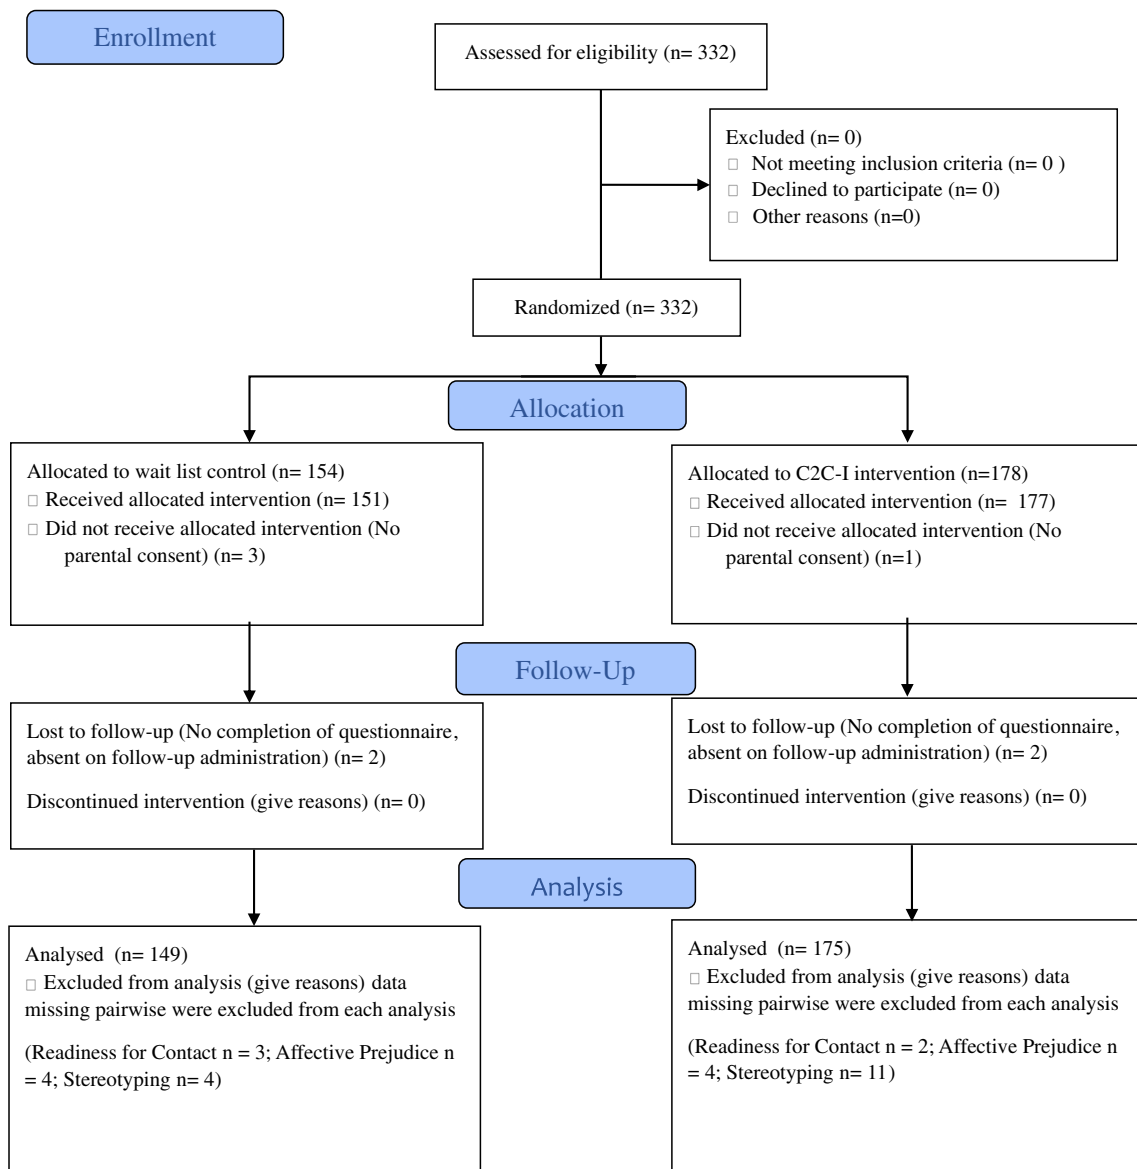 Enrollment
Assessed for eligibility (n= 332)
Excluded (n= 0)
□ Not meeting inclusion criteria (n= 0 )
□ Declined to participate (n= 0)
□ Other reasons (n=0)
Randomized (n= 332)
Allocation
Allocated to wait list control (n= 154)
□ Received allocated intervention (n= 151)
□ Did not receive allocated intervention (No
parental consent) (n= 3)
Allocated to C2C-I intervention (n=178)
□ Received allocated intervention (n=  177)
□ Did not receive allocated intervention (No
parental consent) (n=1)
Follow-Up
Lost to follow-up (No completion of questionnaire,
absent on follow-up administration) (n= 2)
Discontinued intervention (give reasons) (n= 0)
Lost to follow-up (No completion of questionnaire,
absent on follow-up administration) (n= 2)
Discontinued intervention (give reasons) (n= 0)
Analysis
Analysed  (n= 149)
□ Excluded from analysis (give reasons) data
missing pairwise were excluded from each analysis
(Readiness for Contact n = 3; Affective Prejudice n
= 4; Stereotyping n= 4)
Analysed  (n= 175)
□ Excluded from analysis (give reasons) data
missing pairwise were excluded from each analysis
(Readiness for Contact n = 2; Affective Prejudice n
= 4; Stereotyping n= 11)